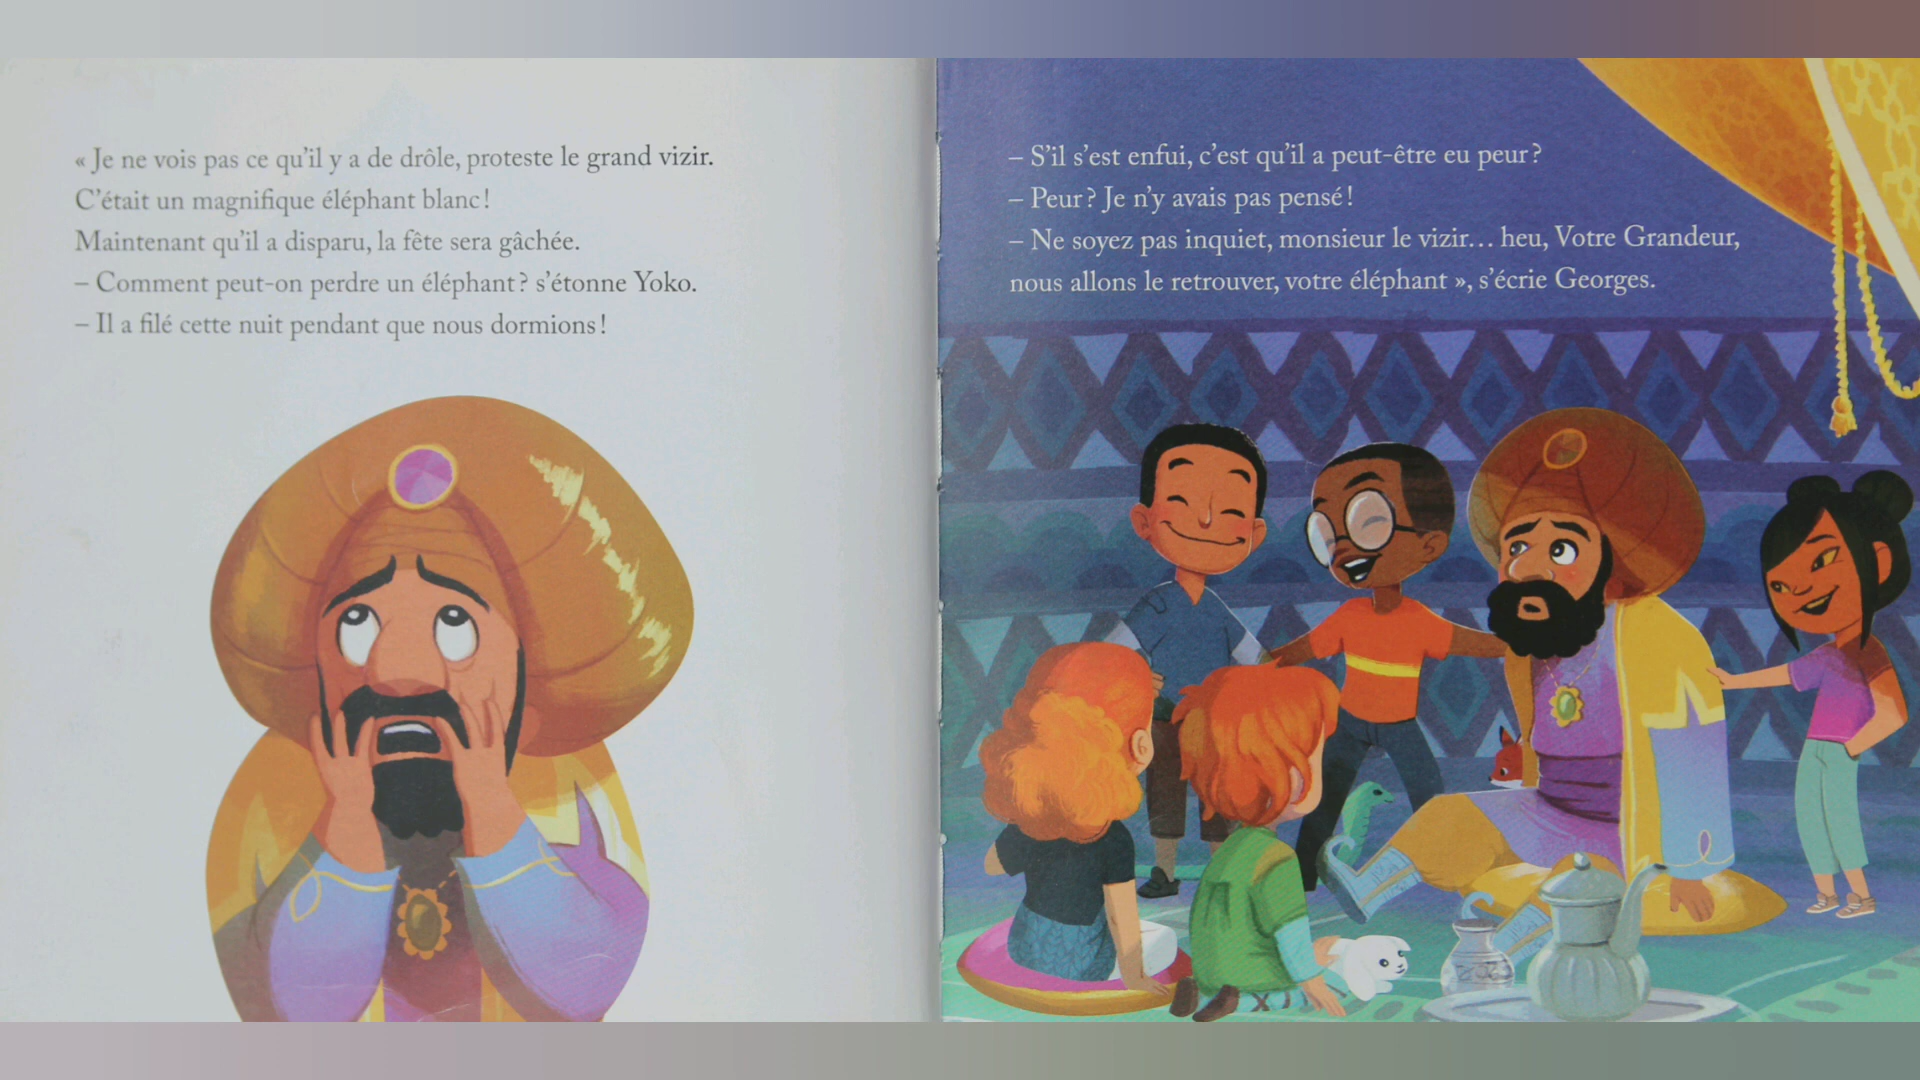 « Je ne vois pas ce qu'il y a de drôle, proteste le grand vizir.
C'était un magnifique éléphant blanc !
Maintenant qu'il a disparu, la fête sera gâchée.
– Comment peut-on perdre un éléphant ? s'étonne Yoko.
– Il a filé cette nuit pendant que nous dormions !
– S'il s'est enfui, c'est qu'il a peut-être eu peur ?
– Peur ? Je n'y avais pas pensé !
– Ne soyez pas inquiet, monsieur le vizir… heu, Votre Grandeur,
nous allons le retrouver, votre éléphant », s'écrie Georges.